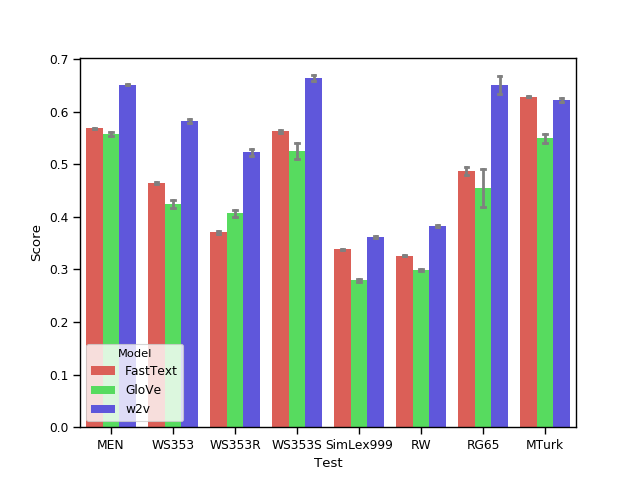 0.7
0.6
0.5
0.4
0.3
0.2
0.1
0.0
Score
Model
FastText
GloVe
w2v
MEN WS353 WS353R WS353S SimLex999 RW RG65 MTurk
Test